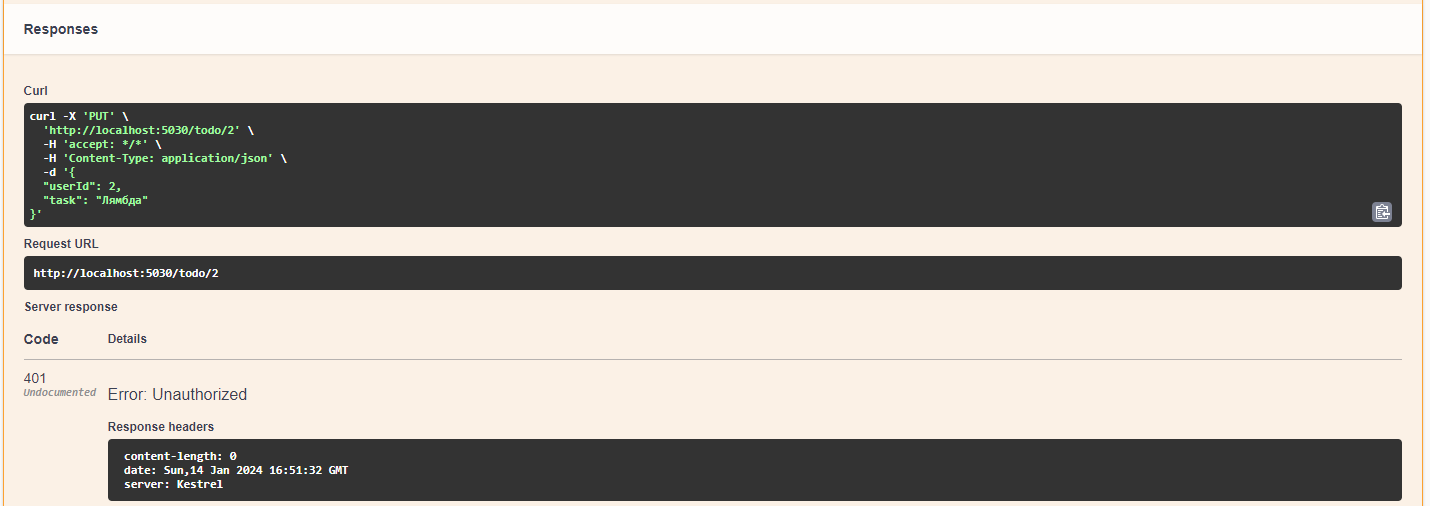 Responses
Curl
curl -X 'PUT' \
'http://localhost:5030/todo/2' \
-H 'accept: */*' \
-H 'Content-Type: application/json' \
-d '{
"userId": 2,
"task": "Лямбда"
}'
Request URL
http://localhost:5030/todo/2
Server response
Code Details
401
Undocumented
Error: Unauthorized
Response headers
content-length: 0
date: Sun,14 Jan 2024 16:51:32 GMT
server: Kestrel